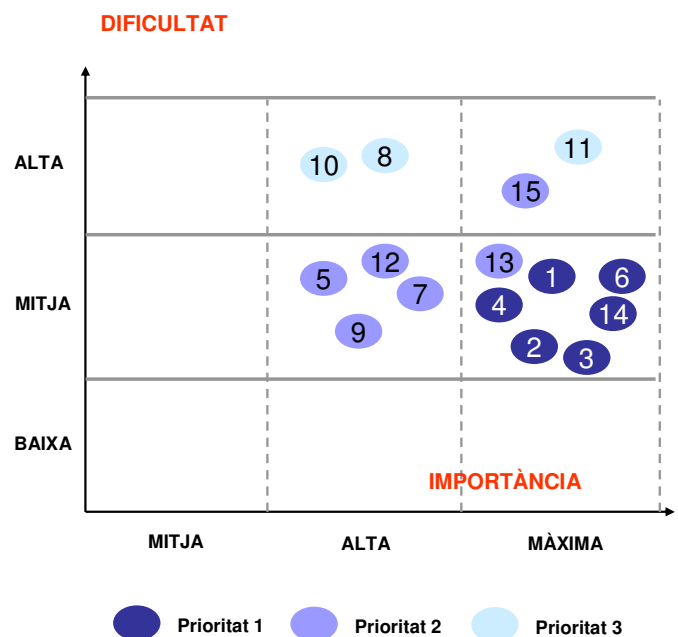 DIFICULTAT
ALTA
10 8 11
15
MITJA
5 12 7 9
13 1 6
4 14
2 3
BAIXA
IMPORTÀNCIA
MITJA ALTA MÀXIMA
Prioritat 1 Prioritat 2 Prioritat 3